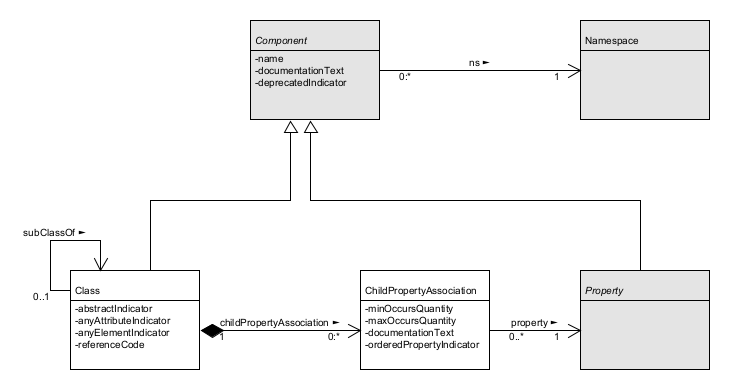 Component
-name
-documentationText
-deprecatedIndicator
ns ►
0:*
1
Namespace
subClassOf ►
0..1
Class
-abstractIndicator
-anyAttributeIndicator
-anyElementIndicator
-referenceCode
childPropertyAssociation ►
1
0:*
ChildPropertyAssociation
-minOccursQuantity
-maxOccursQuantity
-documentationText
-orderedPropertyIndicator
property ►
0..*
1
Property